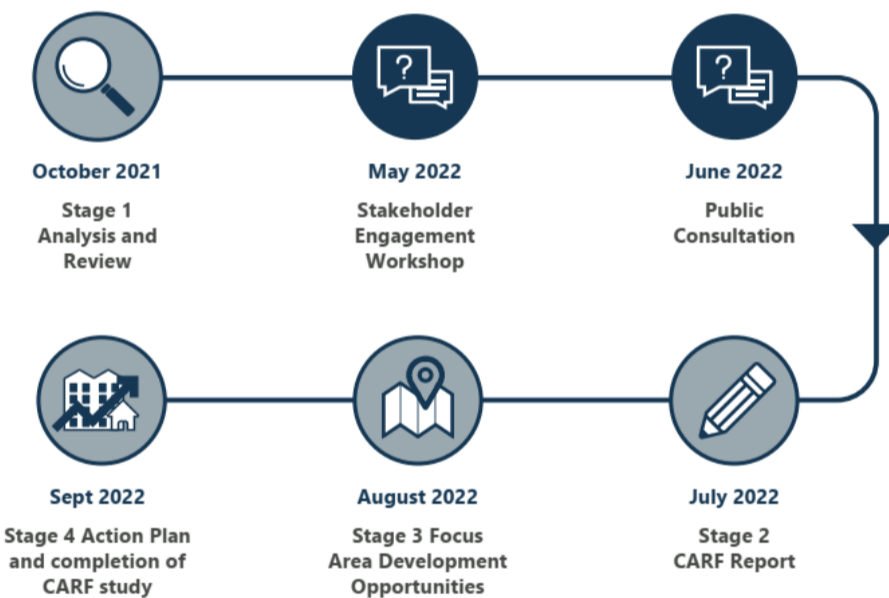 October 2021
Stage 1
Analysis and
Review
?
May 2022
Stakeholder
Engagement
Workshop
?
June 2022
Public
Consultation
July 2022
Stage 2
CARF Report
August 2022
Stage 3 Focus
Area Development
Opportunities
Sept 2022
Stage 4 Action Plan
and completion of
CARF study